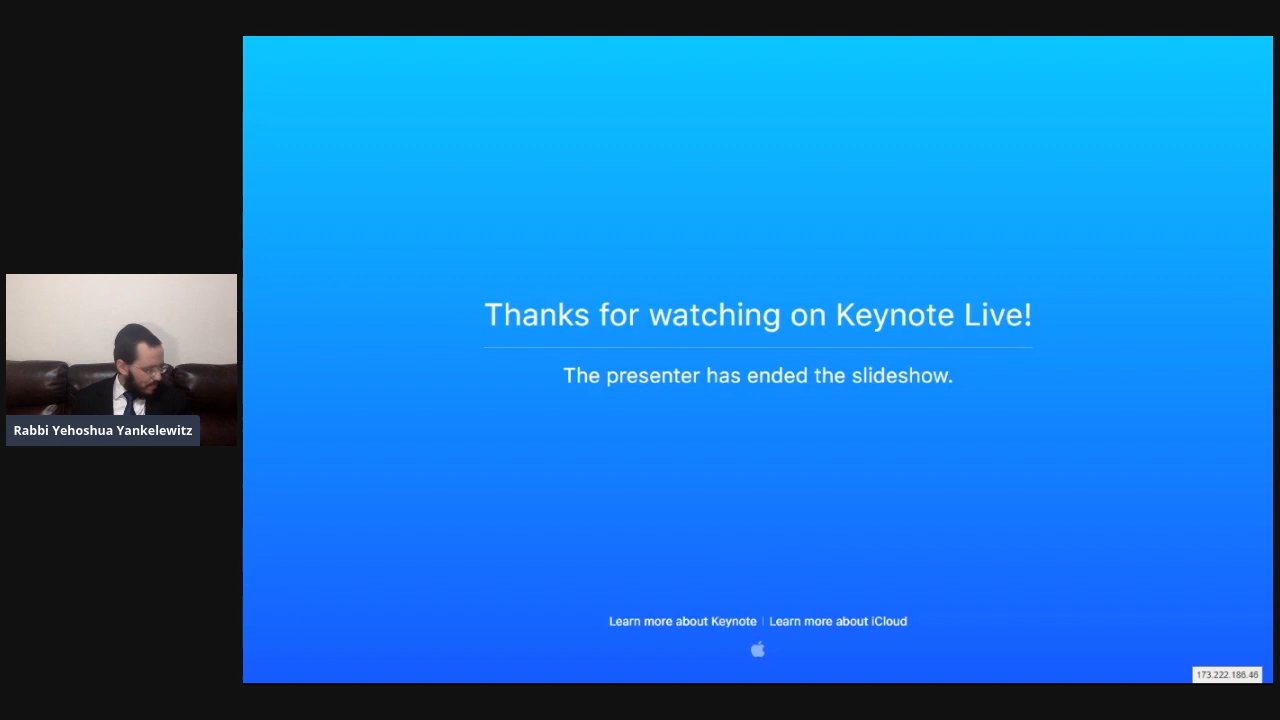 Thanks for watching on Keynote Live!
The presenter has ended the slideshow.
Rabbi Yehoshua Yankelewitz
Learn more about Keynote | Learn more about iCloud
173.222.186.46